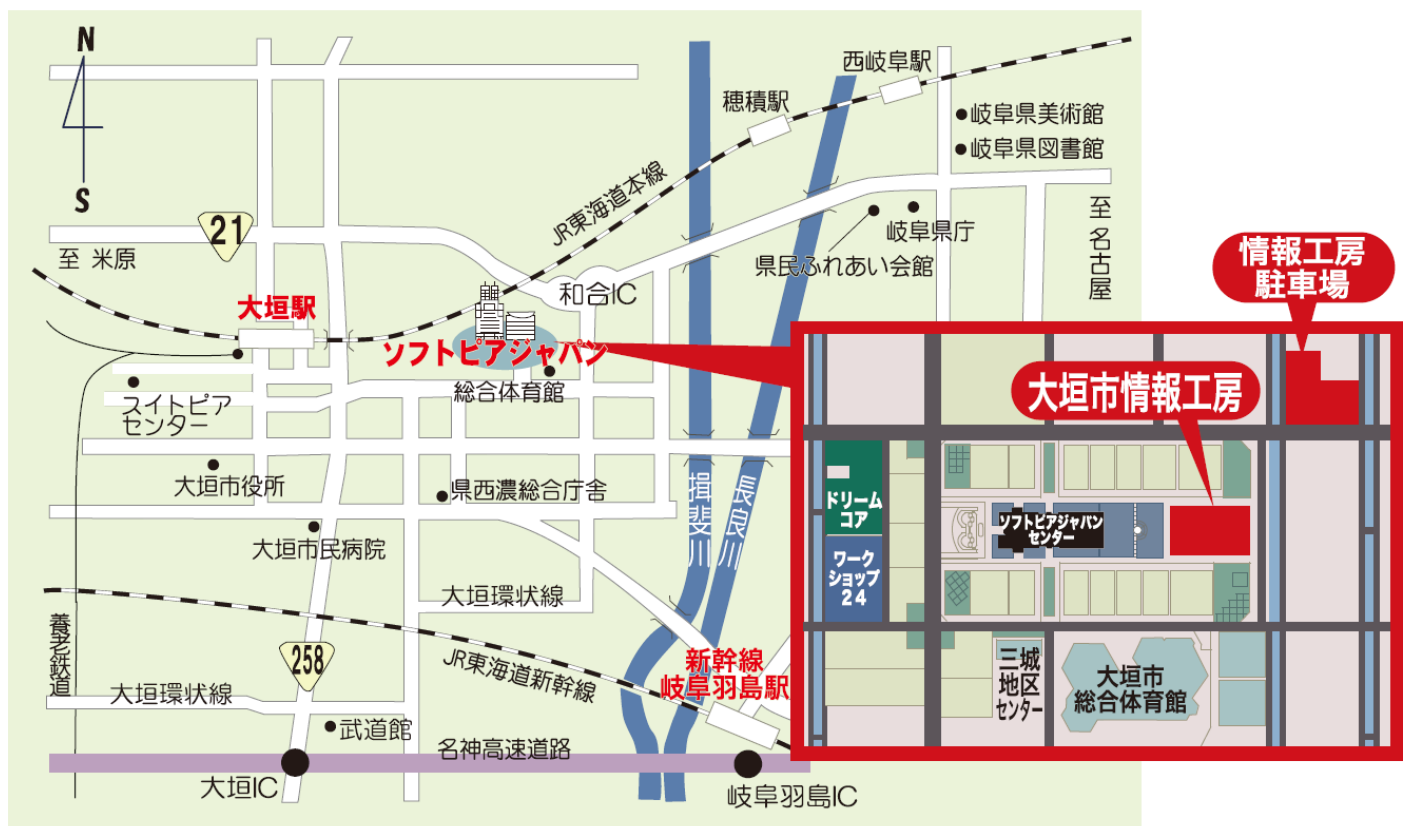 N
S
21
至 米原
大垣駅
JR東海道本線
穂積駅
西岐阜駅
岐阜県美術館
岐阜県図書館
岐阜県庁
県民ふれあい会館
至 名古屋
和合IC
ソフトピアジャパン
総合体育館
スイトピア
センター
大垣市役所
県西濃総合庁舎
大垣市民病院
揖斐川
長良川
大垣環状線
養老鉄道
258
JR東海道新幹線
新幹線
岐阜羽島駅
大垣環状線
武道館
名神高速道路
大垣IC
岐阜羽島IC
情報工房
駐車場
大垣市情報工房
ドリーム
コア
ソフトピアジャパン
センター
ワーク
ショップ
24
三城
地区
センター
大垣市
総合体育館